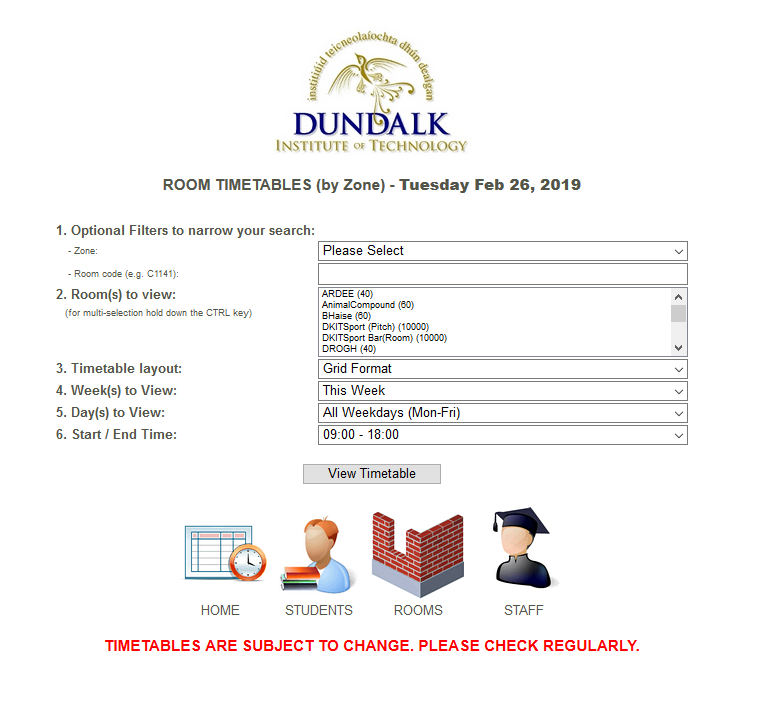 institiúid teicneolaíochta dhún dealgan
DUNDALK
INSTITUTE OF TECHNOLOGY
ROOM TIMETABLES (by Zone) - Tuesday Feb 26, 2019
1. Optional Filters to narrow your search:
- Zone: Please Select
- Room code (e.g. C1141):
2. Room(s) to view:
(for multi-selection hold down the CTRL key)
ARDEE (40)
AnimalCompound (60)
BHaise (60)
DKITSport (Pitch) (10000)
DKITSport Bar(Room) (10000)
DROGH (40)
3. Timetable layout: Grid Format
4. Week(s) to View: This Week
5. Day(s) to View: All Weekdays (Mon-Fri)
6. Start / End Time: 09:00 - 18:00
View Timetable
HOME STUDENTS ROOMS STAFF
TIMETABLES ARE SUBJECT TO CHANGE. PLEASE CHECK REGULARLY.